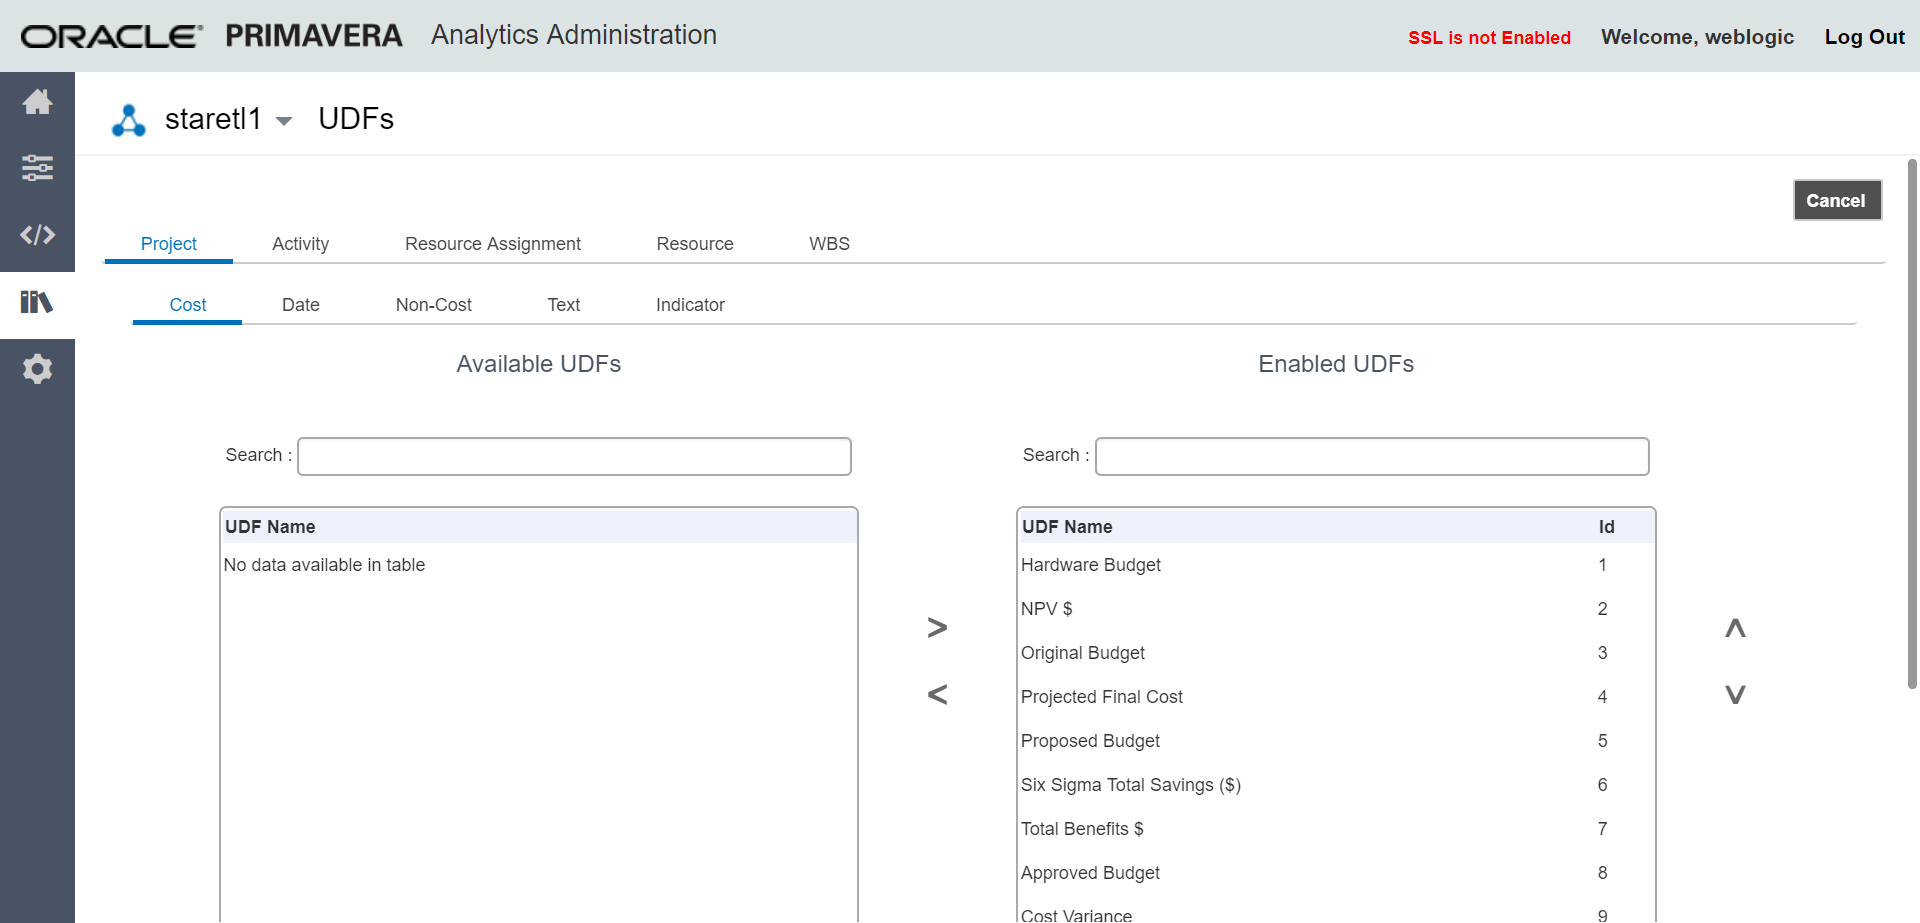 ORACLE® PRIMAVERA Analytics Administration SSL is not Enabled Welcome, weblogic Log Out
staretl1 UDFs
Cancel
Project Activity Resource Assignment Resource WBS
Cost Date Non-Cost Text Indicator
Available UDFs Enabled UDFs
Search : Search :
UDF Name UDF Name Id
No data available in table Hardware Budget 1
NPV $ 2
> ʌ
Original Budget 3
< v
Projected Final Cost 4
Proposed Budget 5
Six Sigma Total Savings ($) 6
Total Benefits $ 7
Approved Budget 8
Cost Variance 9